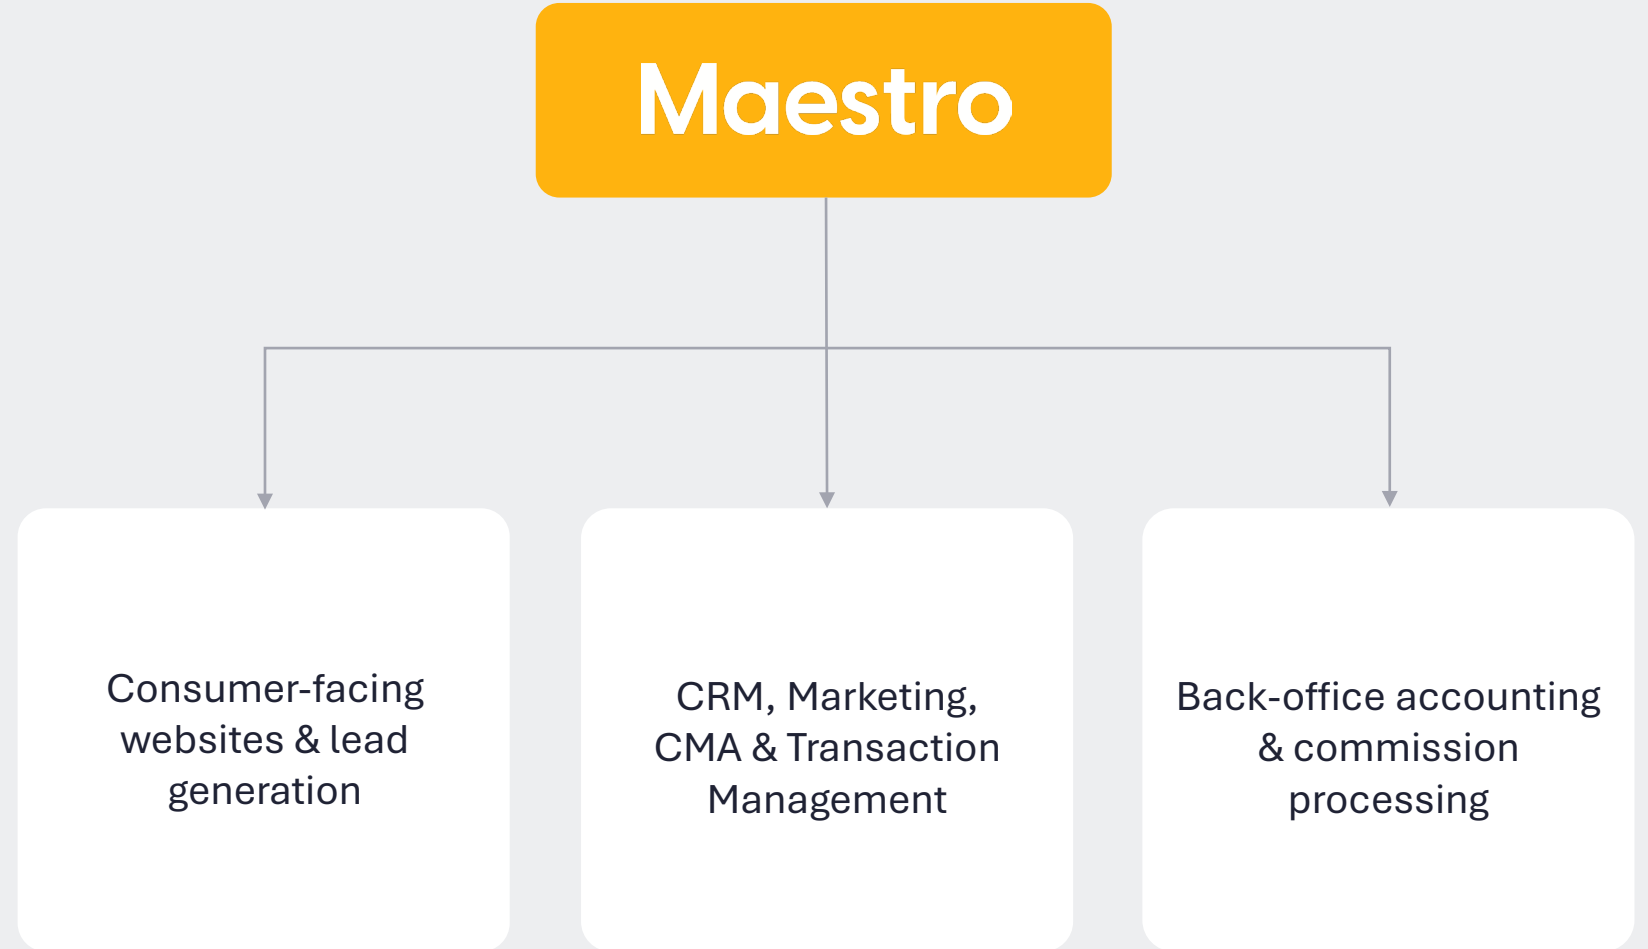 Maestro
Consumer-facing
websites & lead
generation
CRM, Marketing,
CMA & Transaction
Management
Back-office accounting
& commission
processing